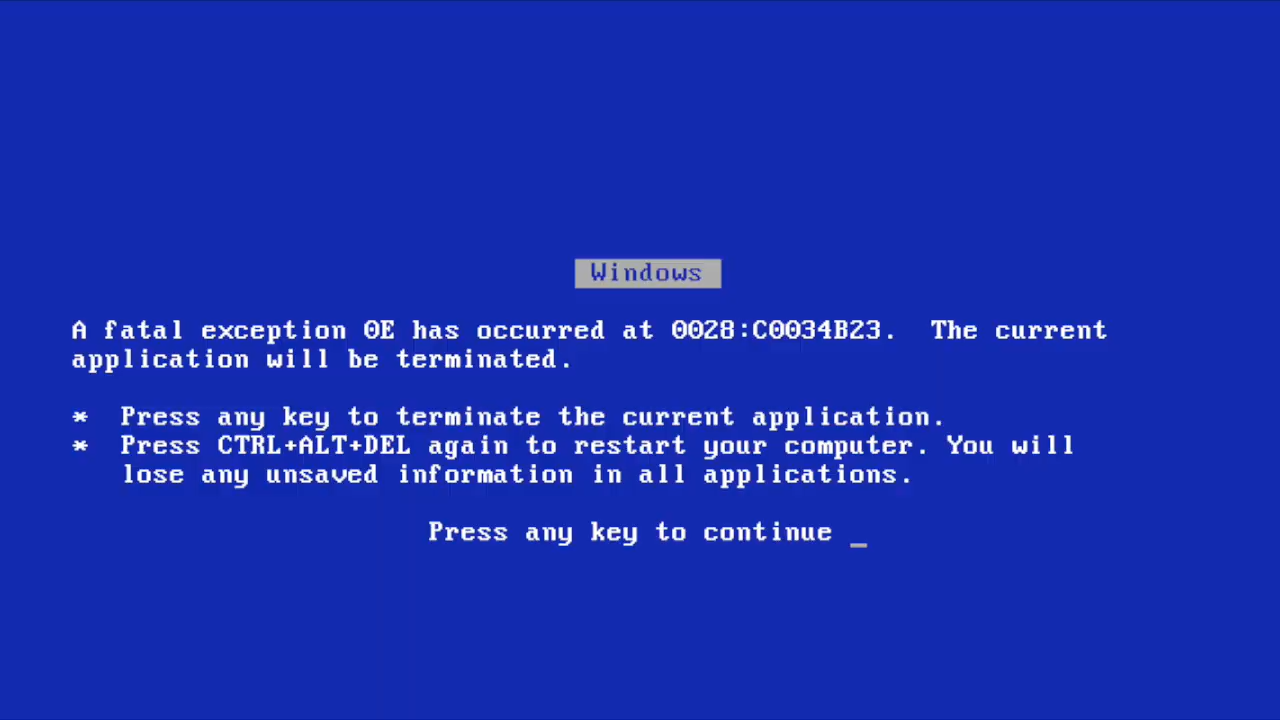 Windows
A fatal exception 0E has occurred at 0028:C0034B23.  The current
application will be terminated.
*  Press any key to terminate the current application.
*  Press CTRL+ALT+DEL again to restart your computer. You will
   lose any unsaved information in all applications.
Press any key to continue _